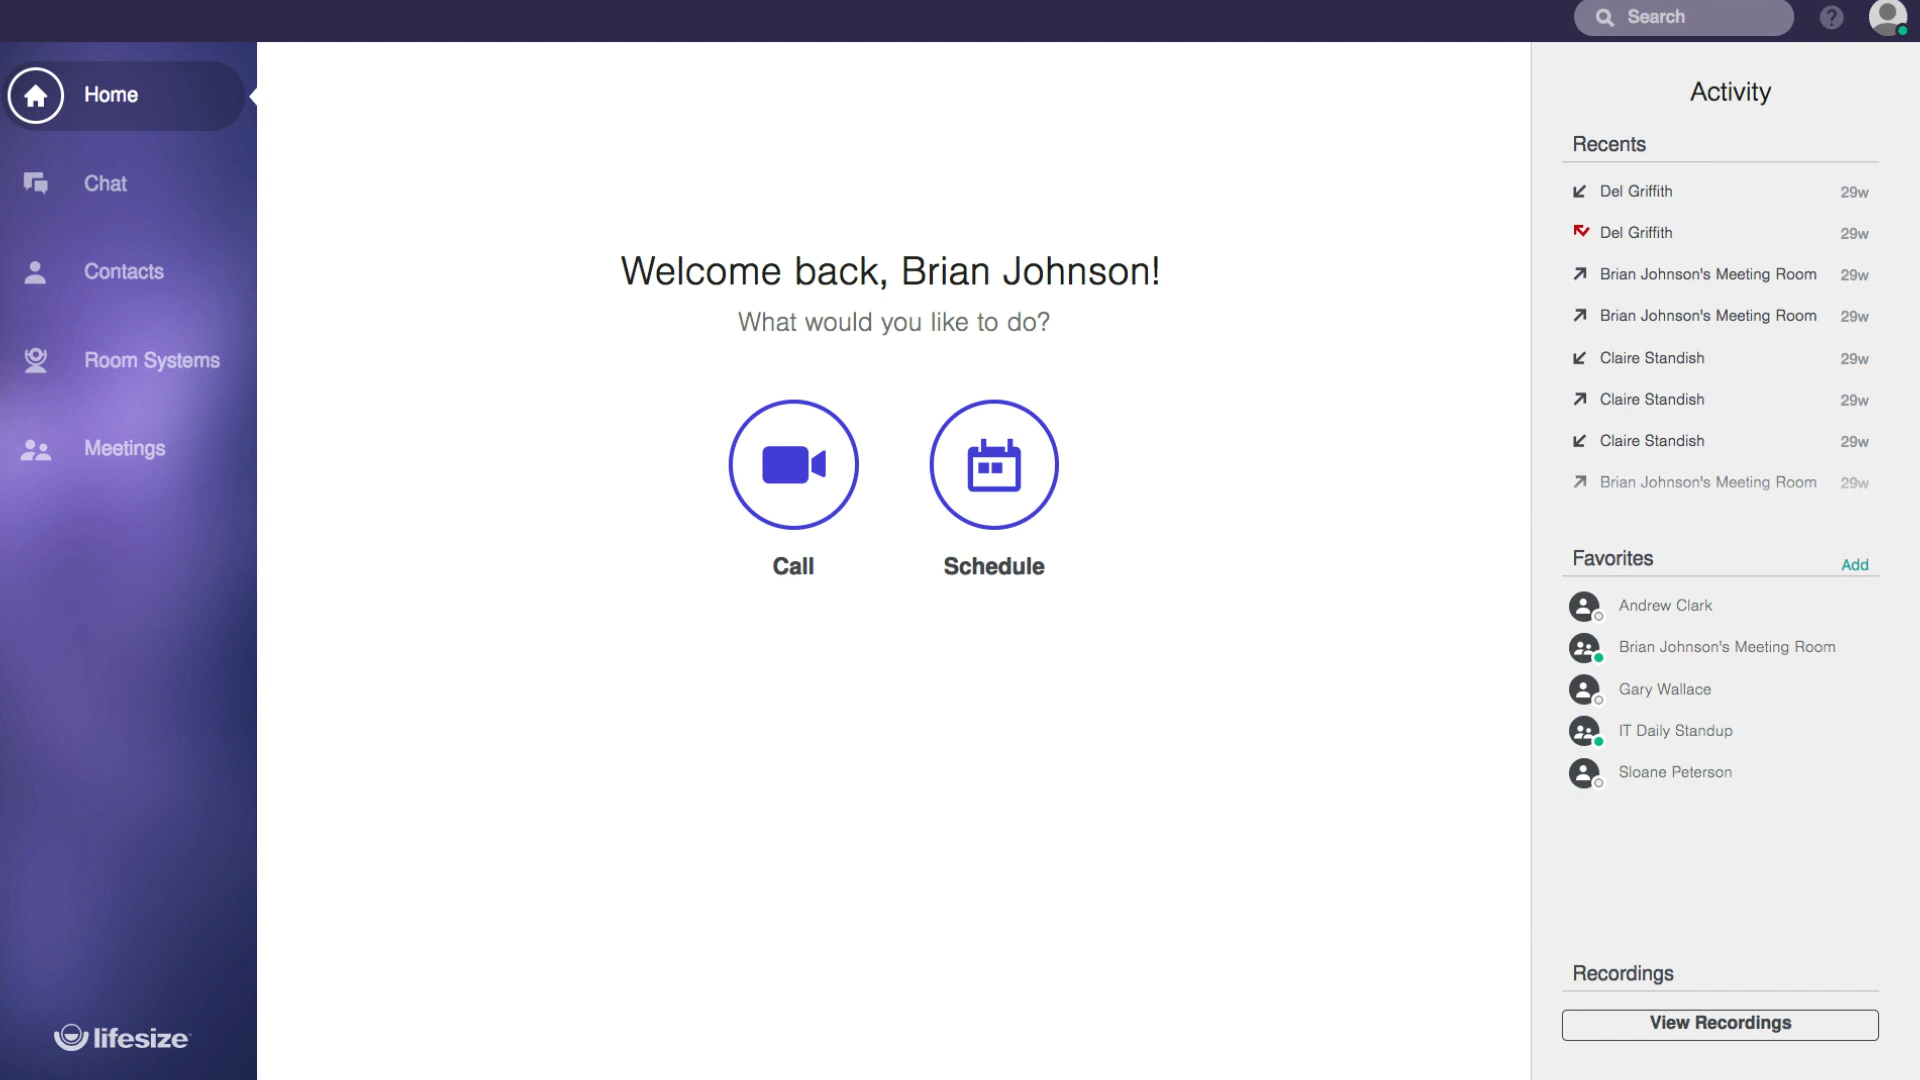 Search
Home
Chat
Contacts
Room Systems
Meetings
lifesize
Welcome back, Brian Johnson!
What would you like to do?
Call
Schedule
Activity
Recents
Del Griffith 29w
Del Griffith 29w
Brian Johnson's Meeting Room 29w
Brian Johnson's Meeting Room 29w
Claire Standish 29w
Claire Standish 29w
Claire Standish 29w
Brian Johnson's Meeting Room 29w
Favorites Add
Andrew Clark
Brian Johnson's Meeting Room
Gary Wallace
IT Daily Standup
Sloane Peterson
Recordings
View Recordings